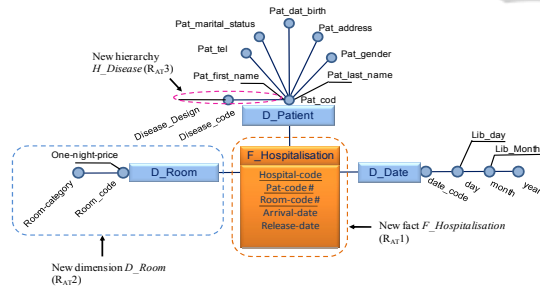 Pat_dat_birth
Pat_marital_status
Pat_address
Pat_tel
Pat_gender
New hierarchy
H_Disease (RAT3)
Pat_first_name
Pat_last_name
Pat_cod
Disease_Design
Disease_code
D_Patient
One-night-price
D_Room
Room-category
Room_code
F_Hospitalisation
Hospital-code
Pat-code#
Room-code#
Arrival-date
Release-date
D_Date
Lib_day
Lib_Month
date_code
day
month
year
New fact F_Hospitalisation
(RAT1)
New dimension D_Room
(RAT2)